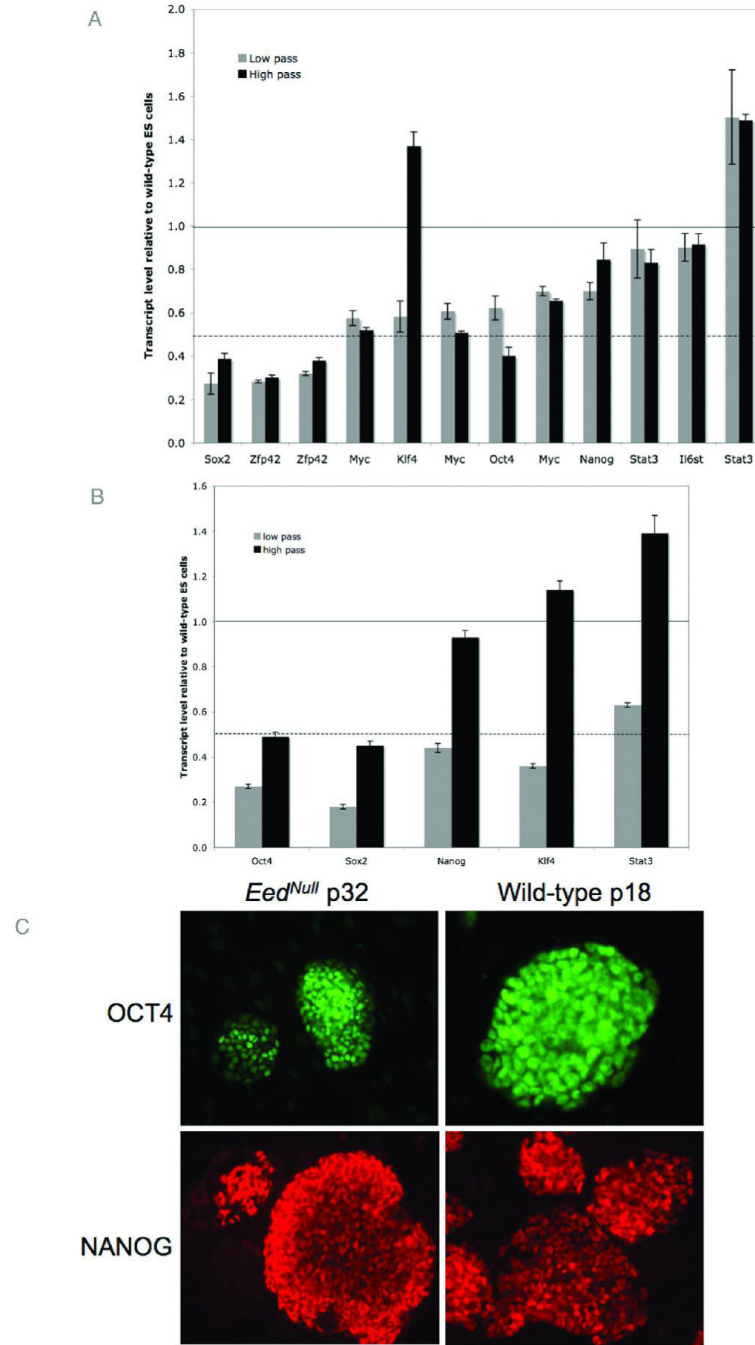 A
Transcript level relative to wild-type ES cells
2.0
1.8
1.6
1.4
1.2
1.0
0.8
0.6
0.4
0.2
0.0
Low pass
High pass
Sox2 Zfp42 Zfp42 Myc Klf4 Myc Oct4 Myc Nanog Stat3 Il6st Stat3
B
Transcript level relative to wild-type ES cells
1.6
1.4
1.2
1.0
0.8
0.6
0.4
0.2
0.0
low pass
high pass
Oct4 Sox2 Nanog Klf4 Stat3
C
EedNull p32 Wild-type p18
OCT4
NANOG